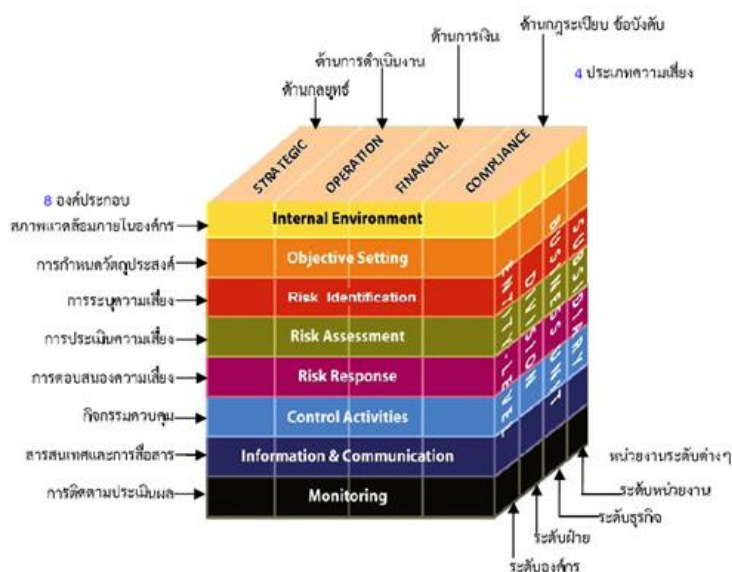 ด้านกฎระเบียบ ข้อบังคับ
ด้านการเงิน
ด้านการดำเนินงาน
ด้านกลยุทธ์
4 ประเภทความเสี่ยง
STRATEGIC
OPERATION
FINANCIAL
COMPLIANCE
8 องค์ประกอบ
สภาพแวดล้อมภายในองค์กร
Internal Environment
การกำหนดวัตถุประสงค์
Objective Setting
การระบุความเสี่ยง
Risk Identification
การประเมินความเสี่ยง
Risk Assessment
การตอบสนองความเสี่ยง
Risk Response
กิจกรรมควบคุม
Control Activities
สารสนเทศและการสื่อสาร
Information & Communication
การติดตามประเมินผล
Monitoring
ENTITY-LEVEL
DIVISION
BUSINESS UNIT
SUBSIDIARY
หน่วยงานระดับต่างๆ
ระดับหน่วยงาน
ระดับธุรกิจ
ระดับฝ่าย
ระดับองค์กร